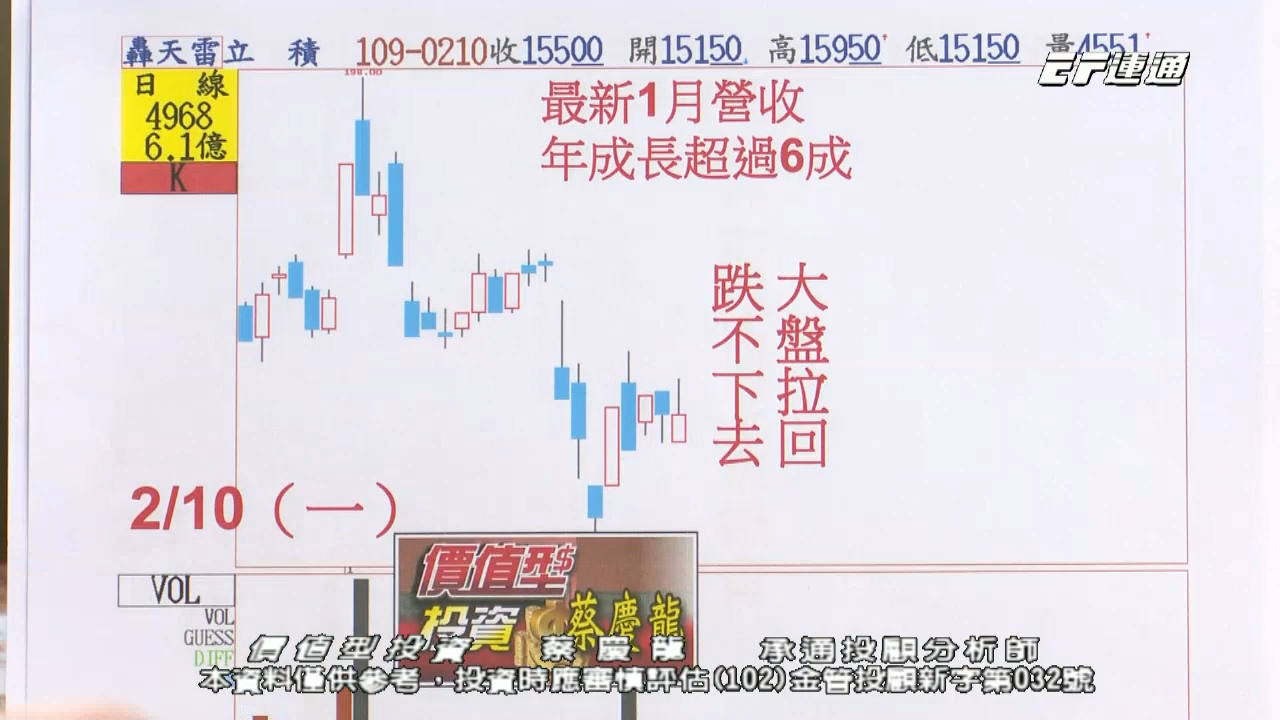 轟天雷立 積 109-0210收15500 開15150 高15950 低15150 量4551
ET連通
日 線
4968
6.1億
K
198.00
最新1月營收
年成長超過6成
大盤拉回
跌不下去
2/10（一）
VOL
VOL
GUESS
DIFF
價值型$
投資 蔡慶龍
價值型投資 蔡慶龍 承通投顧分析師
本資料僅供參考，投資時應審慎評估(102)金管投顧新字第032號